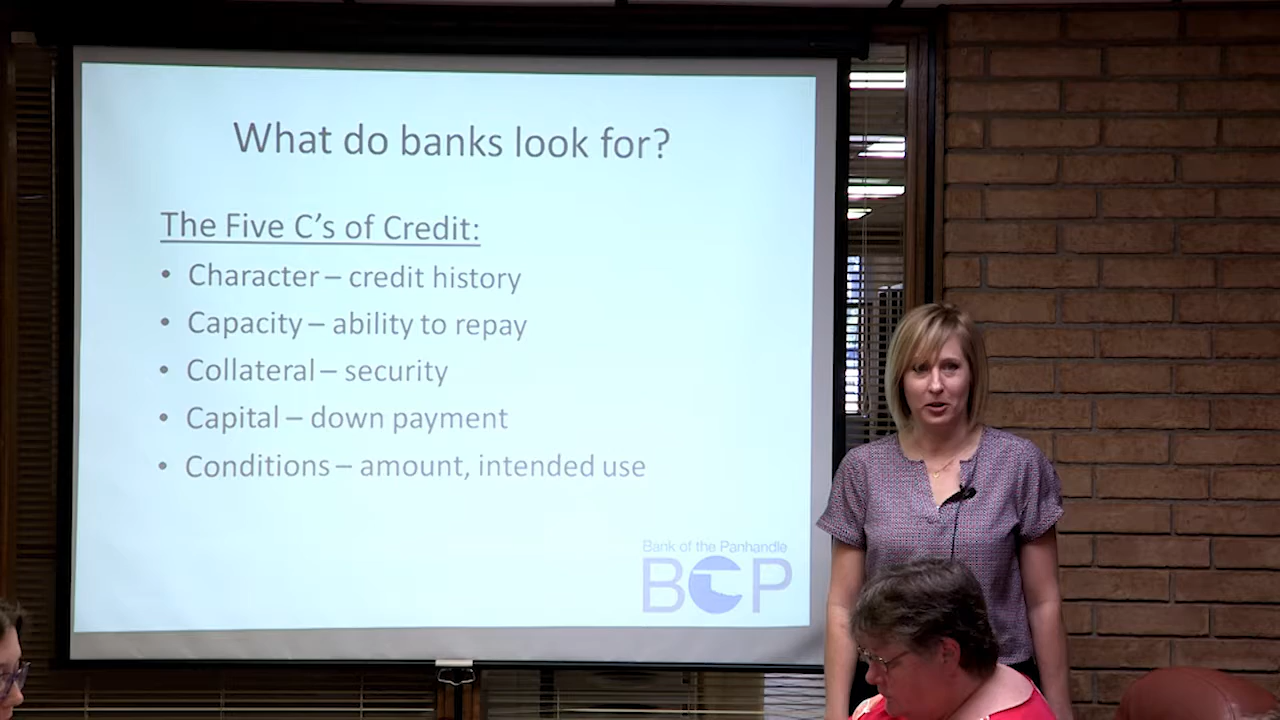 What do banks look for?
The Five C's of Credit:
• Character – credit history
• Capacity – ability to repay
• Collateral – security
• Capital – down payment
• Conditions – amount, intended use
Bank of the Panhandle
BOP